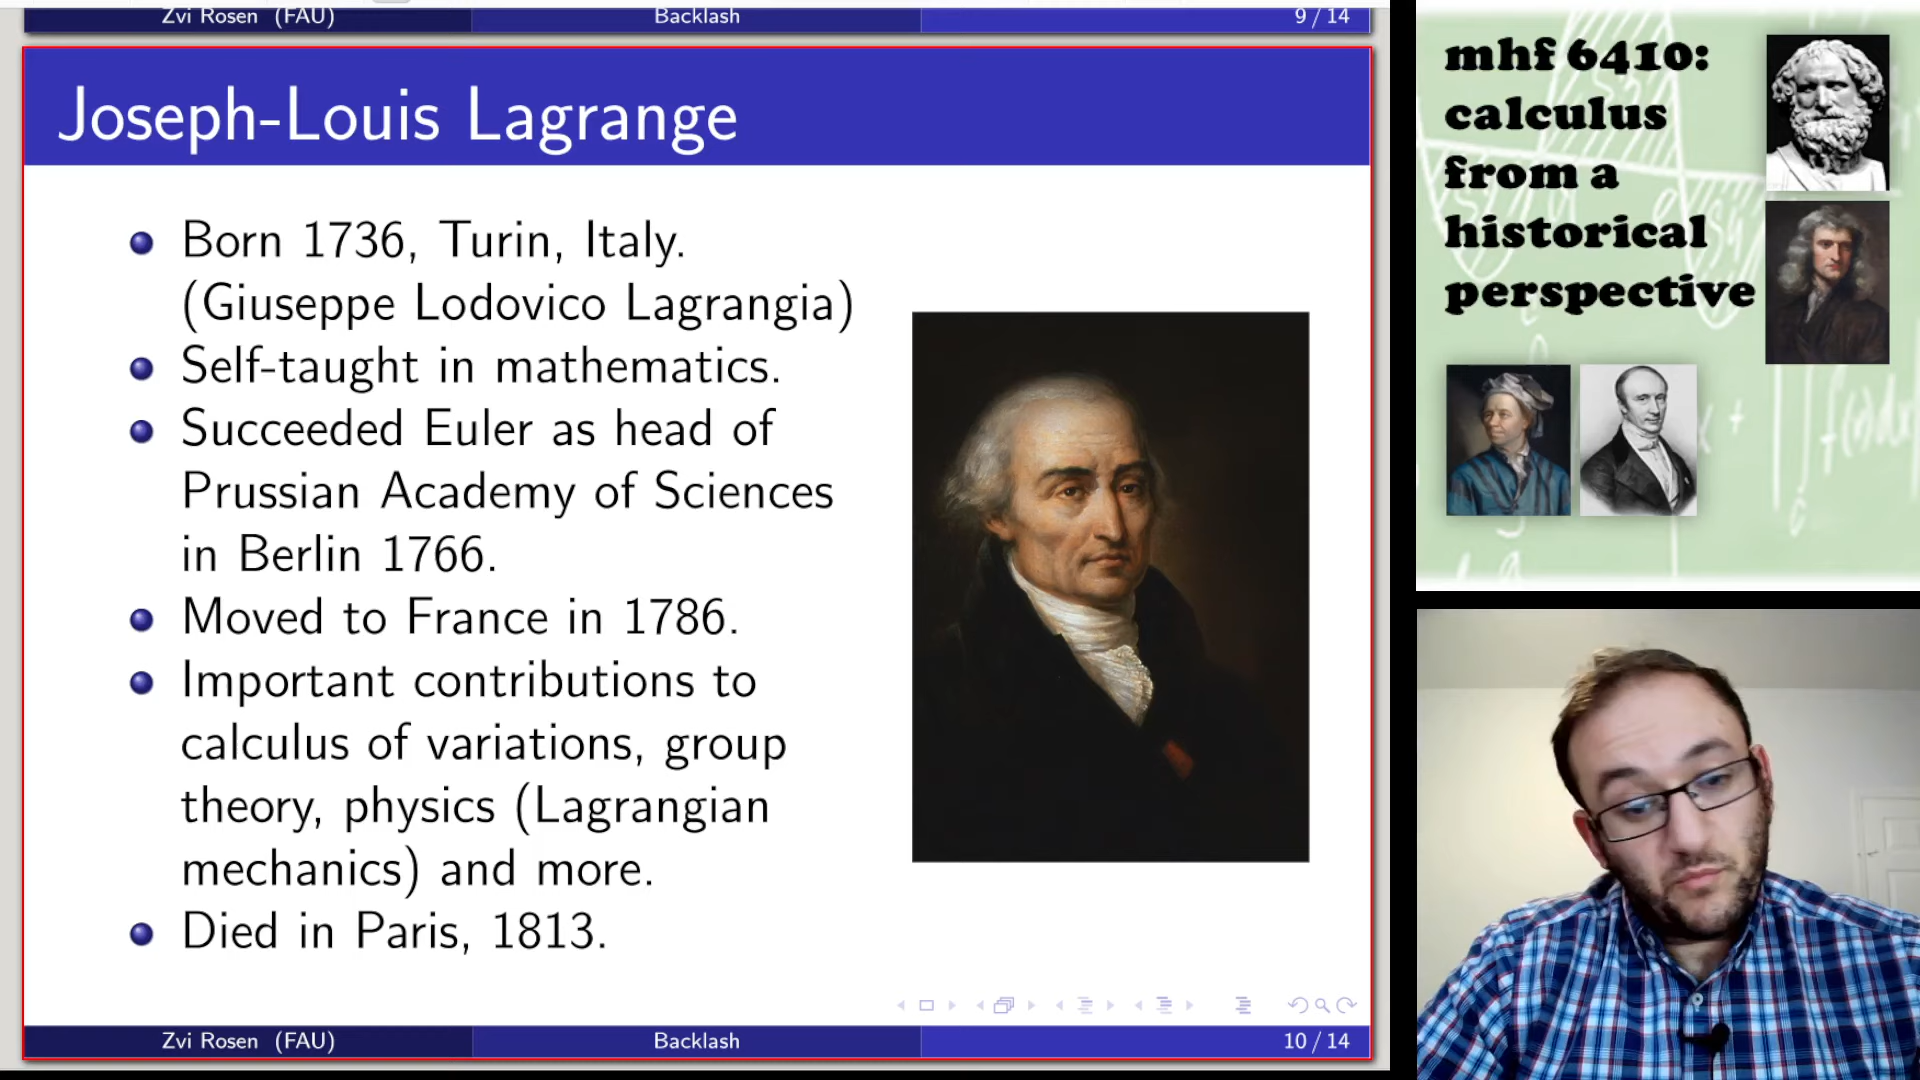 Zvi Rosen (FAU) Backlash 9 / 14
Joseph-Louis Lagrange
Born 1736, Turin, Italy.
(Giuseppe Lodovico Lagrangia)
Self-taught in mathematics.
Succeeded Euler as head of
Prussian Academy of Sciences
in Berlin 1766.
Moved to France in 1786.
Important contributions to
calculus of variations, group
theory, physics (Lagrangian
mechanics) and more.
Died in Paris, 1813.
Zvi Rosen (FAU) Backlash 10 / 14
mhf 6410:
calculus
from a
historical
perspective